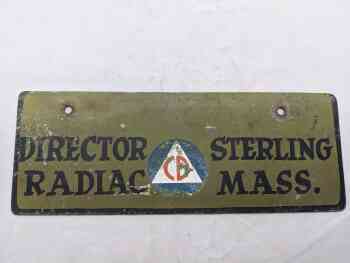 DIRECTOR STERLING
RADIAC CD MASS.